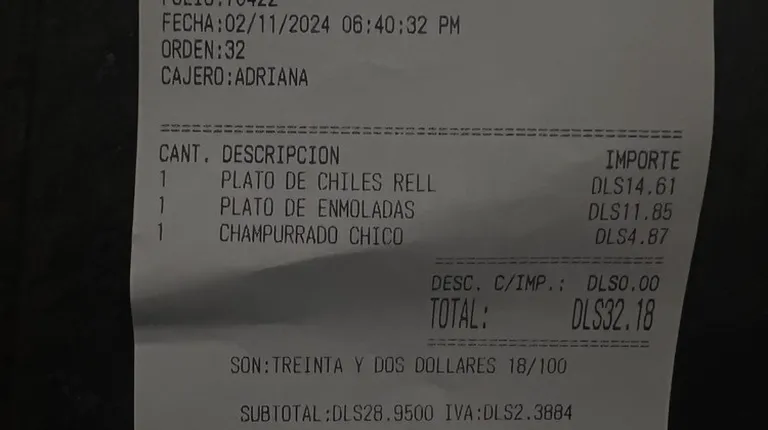 FOLIO:70422
FECHA:02/11/2024 06:40:32 PM
ORDEN:32
CAJERO:ADRIANA
CANT. DESCRIPCION IMPORTE
1 PLATO DE CHILES RELL DLS14.61
1 PLATO DE ENMOLADAS DLS11.85
1 CHAMPURRADO CHICO DLS4.87
DESC. C/IMP.: DLS0.00
TOTAL: DLS32.18
SON:TREINTA Y DOS DOLLARES 18/100
SUBTOTAL:DLS28.9500 IVA:DLS2.3884